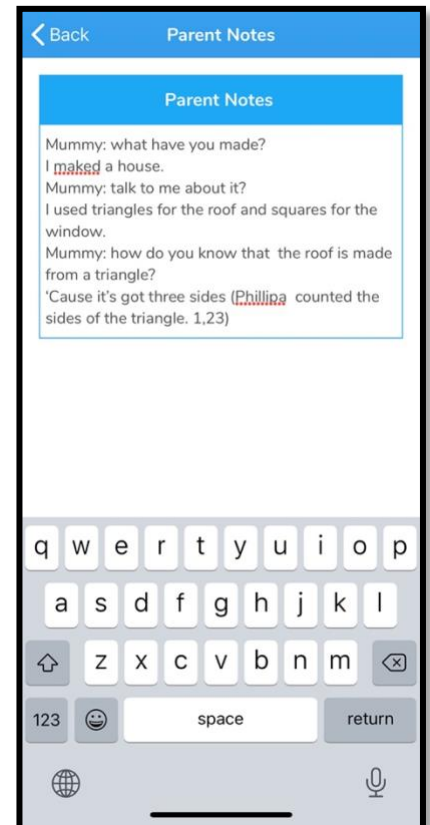 Back Parent Notes
Parent Notes
Mummy: what have you made?
I maked a house.
Mummy: talk to me about it?
I used triangles for the roof and squares for the
window.
Mummy: how do you know that  the roof is made
from a triangle?
'Cause it's got three sides (Phillipa  counted the
sides of the triangle. 1,23)
q w e r t y u i o p
a s d f g h j k l
z x c v b n m
123 space return